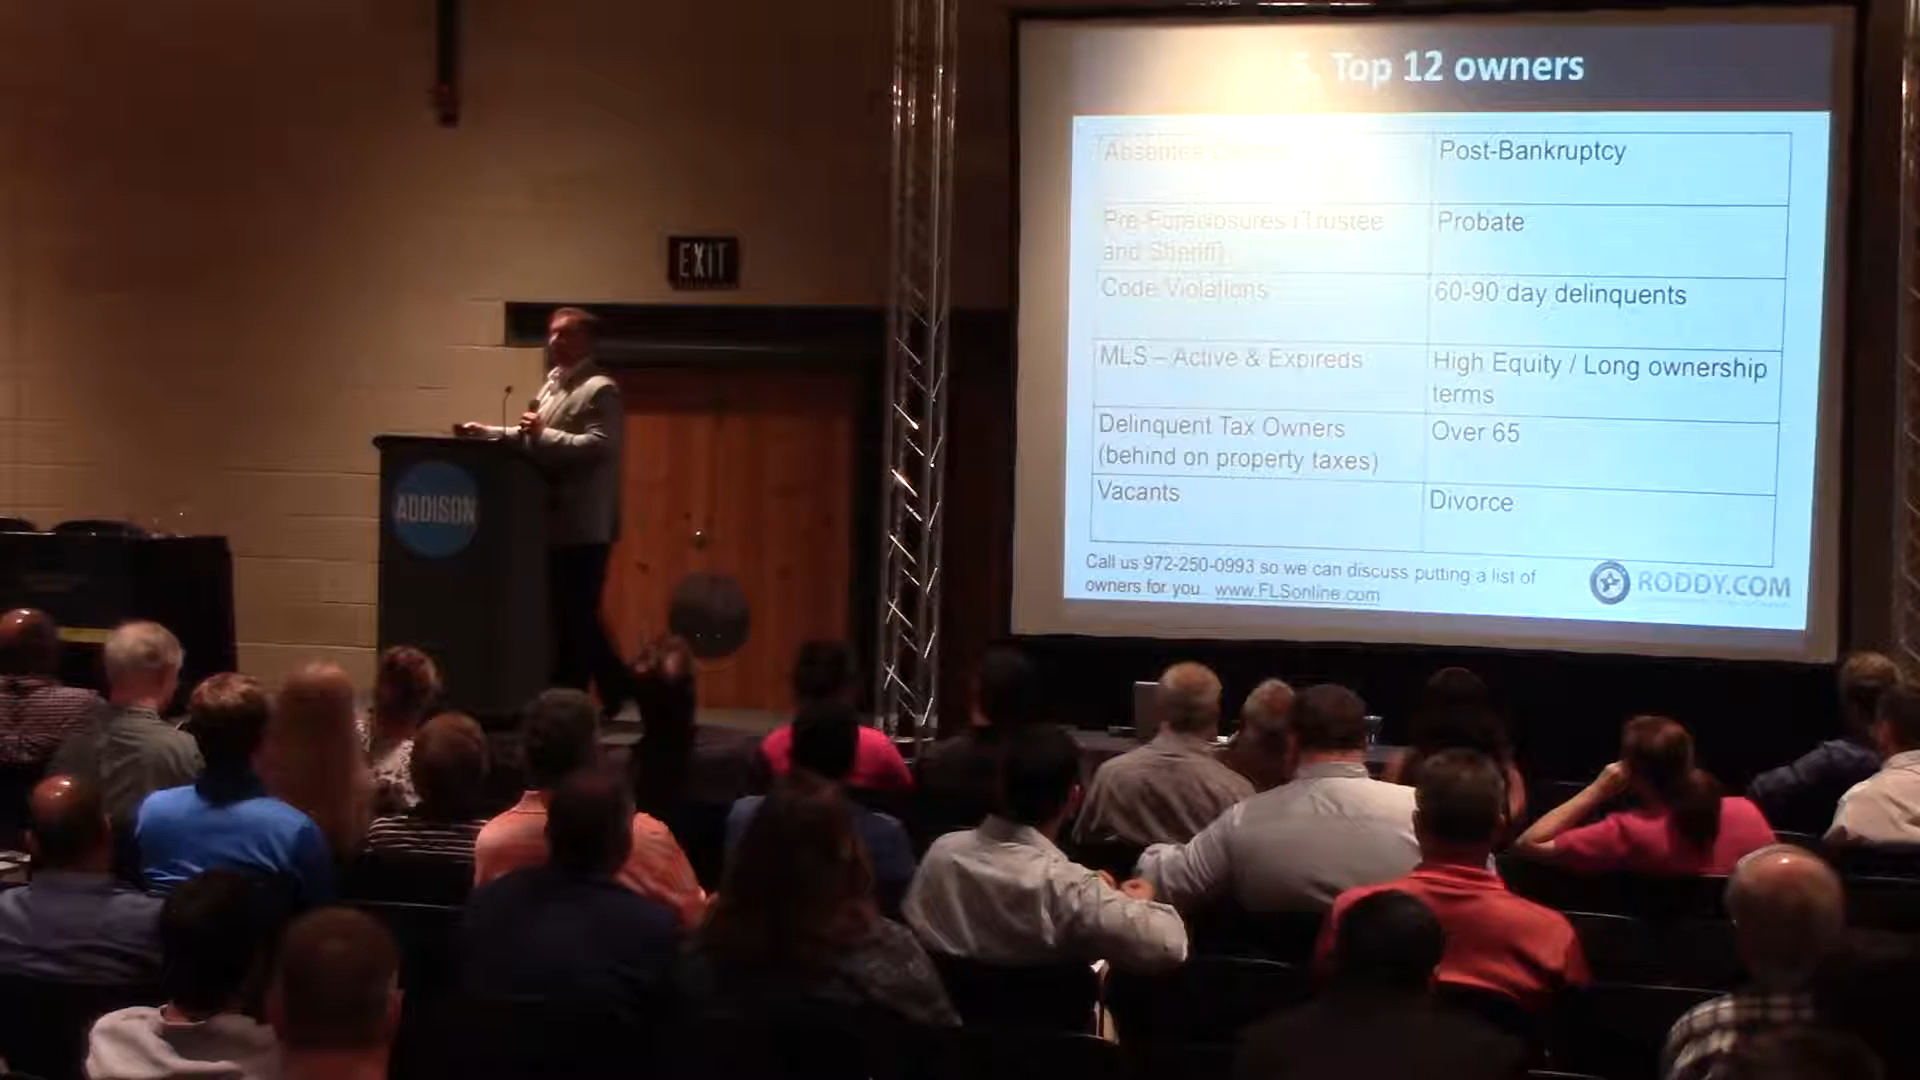 Top 12 owners
Absentee
Post-Bankruptcy
Pre-Foreclosures (Trustee
and Sheriff)
Probate
Code Violations
60-90 day delinquents
MLS – Active & Expireds
High Equity / Long ownership
terms
Delinquent Tax Owners
(behind on property taxes)
Over 65
Vacants
Divorce
Call us 972-250-0993 so we can discuss putting a list of
owners for you www.FLSonline.com
RODDY.COM
EXIT
ADDISON